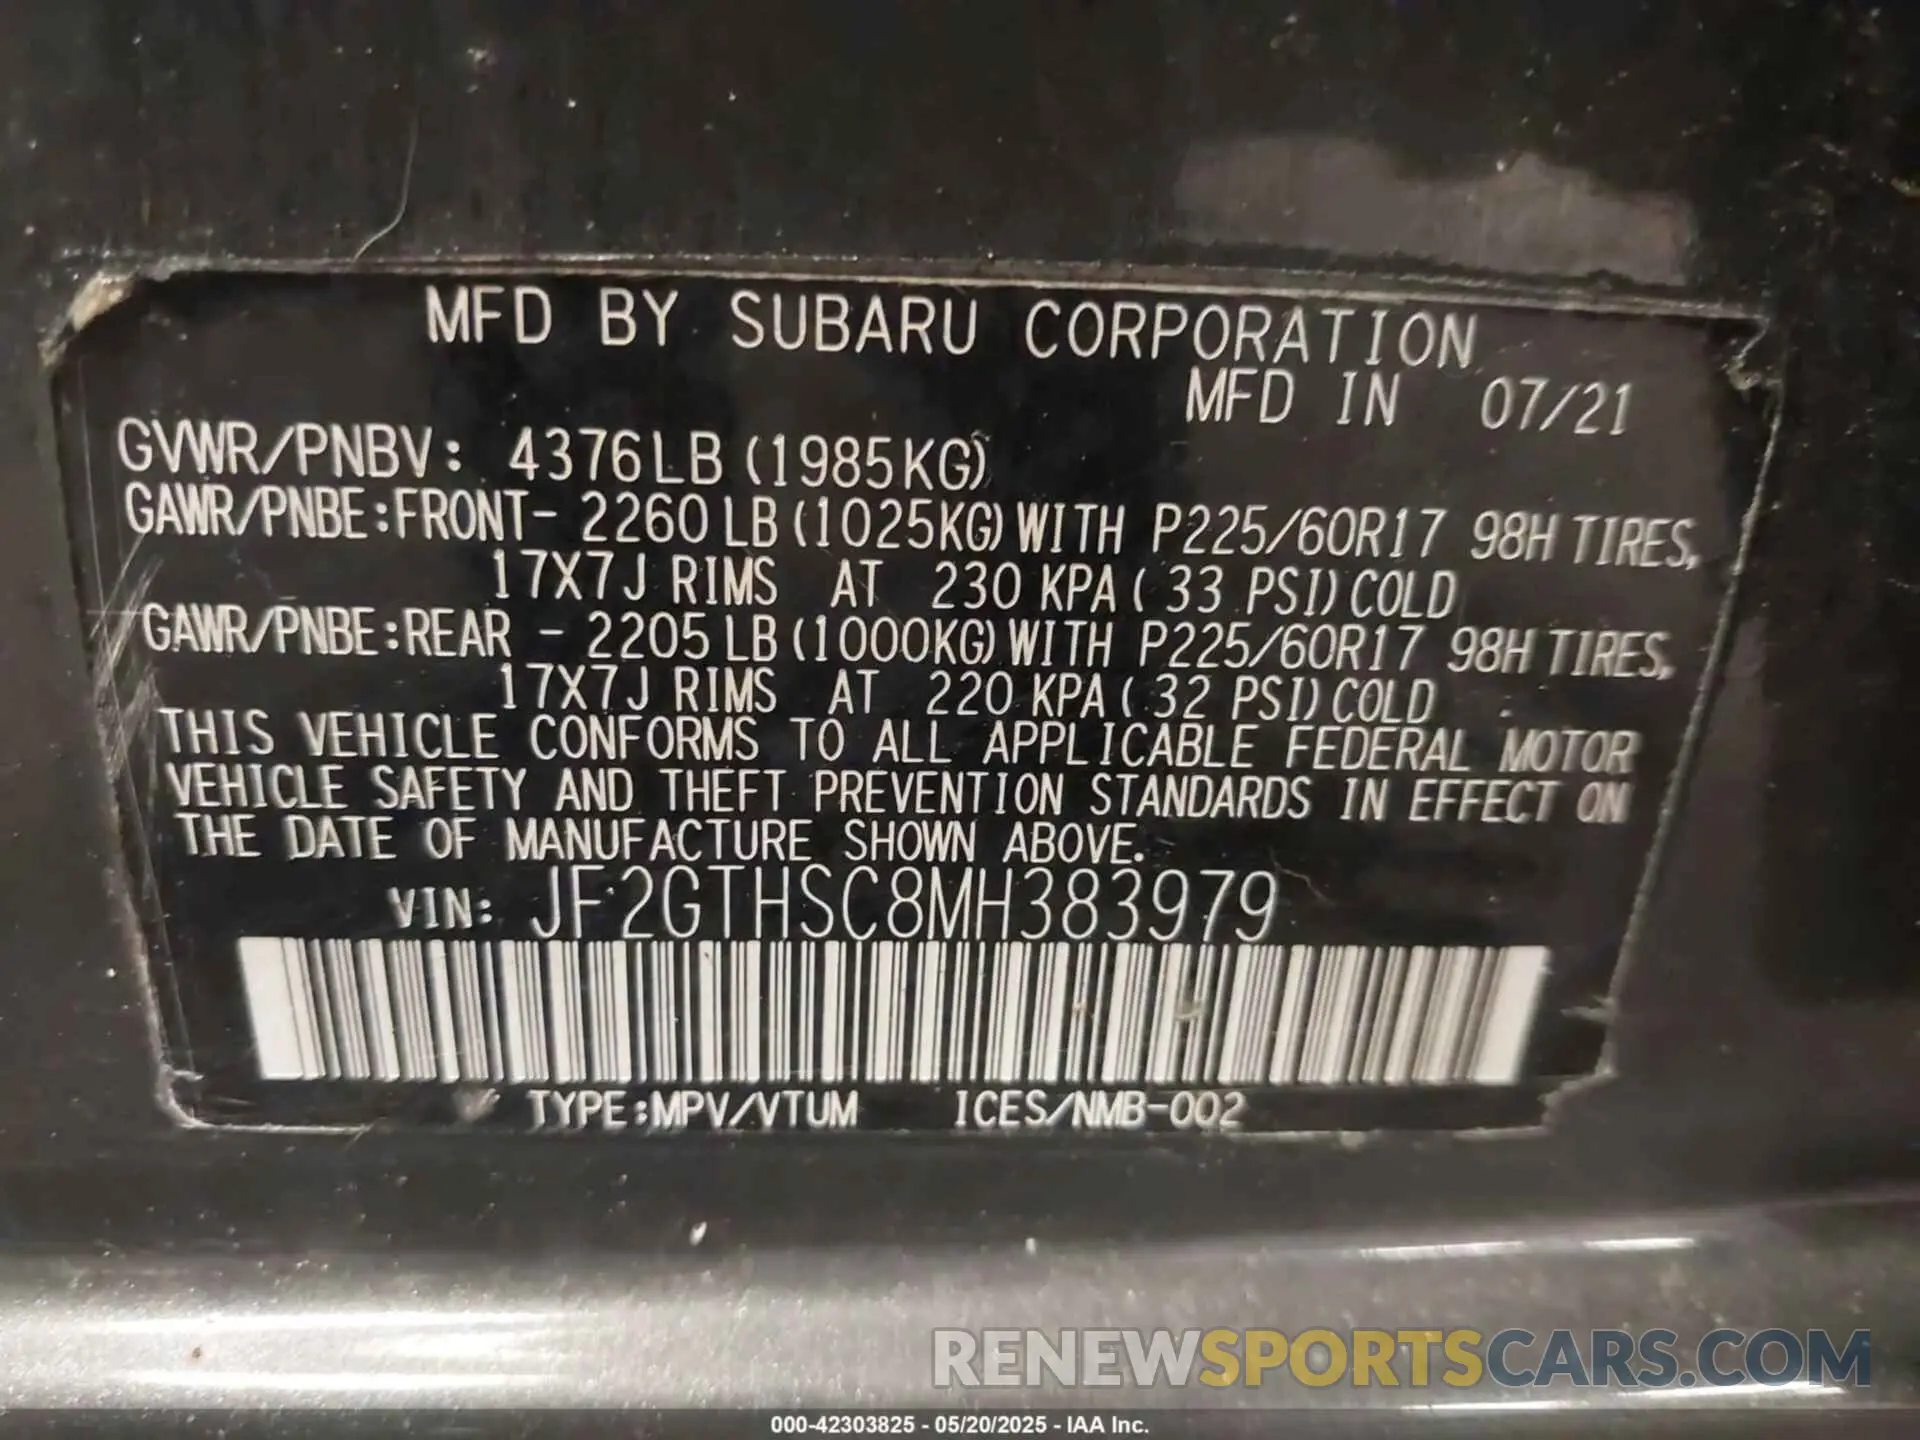 MFD BY SUBARU CORPORATION
MFD IN 07/21
GVWR/PNBV: 4376LB (1985KG)
GAWR/PNBE:FRONT- 2260 LB (1025KG) WITH P225/60R17 98H TIRES,
17X7J RIMS AT 230 KPA ( 33 PSI) COLD
GAWR/PNBE:REAR - 2205 LB (1000KG) WITH P225/60R17 98H TIRES,
17X7J RIMS AT 220 KPA ( 32 PSI) COLD
THIS VEHICLE CONFORMS TO ALL APPLICABLE FEDERAL MOTOR
VEHICLE SAFETY AND THEFT PREVENTION STANDARDS IN EFFECT ON
THE DATE OF MANUFACTURE SHOWN ABOVE.
VIN: JF2GTHSC8MH383979
TYPE:MPV/VTUM ICES/NMB-002
RENEWSPORTSCARS.COM
000-42303825 - 05/20/2025 - IAA Inc.